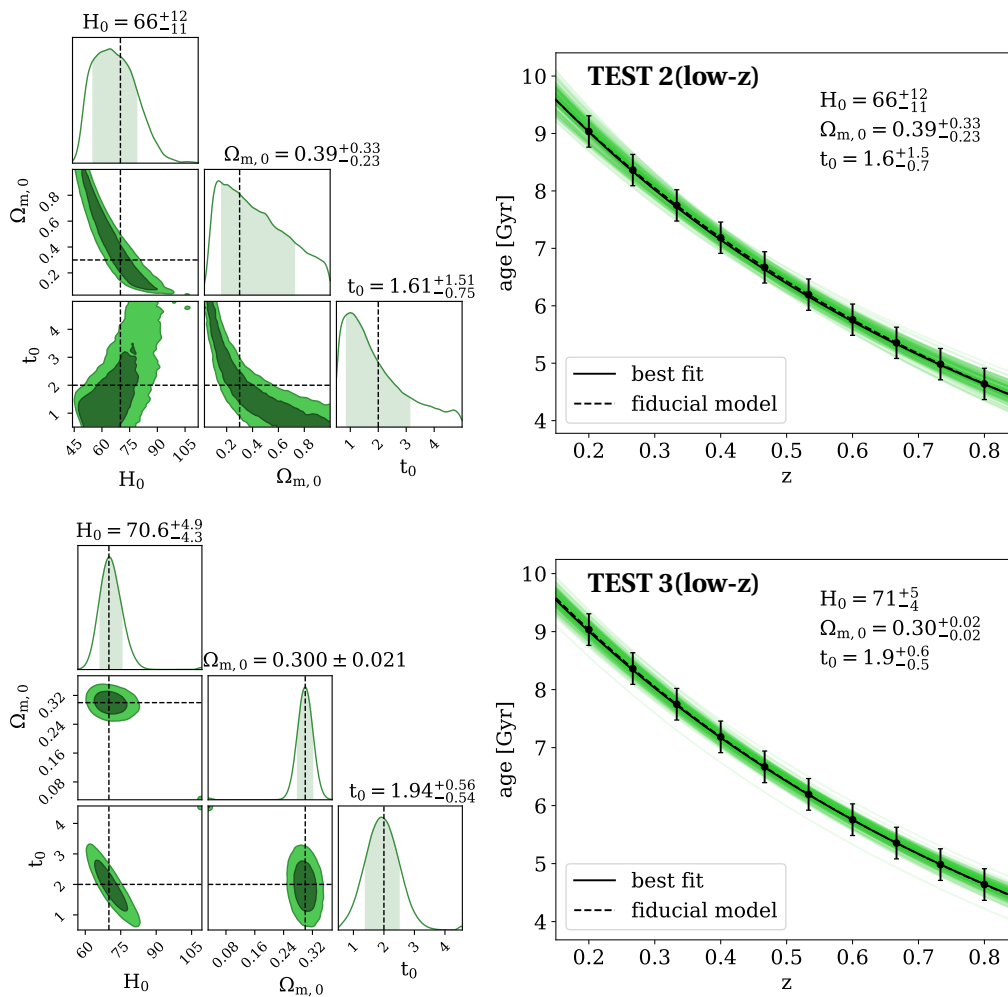 H₀ = 66⁺¹²₋₁₁
Ωₘ,₀ = 0.39⁺⁰·³³₋₀.₂₃
t₀ = 1.61⁺¹·⁵¹₋₀.₇₅
Ωₘ,₀
0.8
0.6
0.4
0.2
t₀
4
3
2
1
45
60
75
90
105
H₀
0.2
0.4
0.6
0.8
Ωₘ,₀
1
2
3
4
t₀
TEST 2(low-z)
H₀ = 66⁺¹²₋₁₁
Ωₘ,₀ = 0.39⁺⁰·³³₋₀.₂₃
t₀ = 1.6⁺¹·⁵₋₀.₇
age [Gyr]
10
9
8
7
6
5
4
best fit
fiducial model
0.2
0.3
0.4
0.5
0.6
0.7
0.8
z
H₀ = 70.6⁺⁴·⁹₋₄.₃
Ωₘ,₀ = 0.300 ± 0.021
t₀ = 1.94⁺⁰·⁵⁶₋₀.₅₄
Ωₘ,₀
0.32
0.24
0.16
0.08
t₀
4
3
2
1
60
75
90
105
H₀
0.08
0.16
0.24
0.32
Ωₘ,₀
1
2
3
4
t₀
TEST 3(low-z)
H₀ = 71⁺⁵₋₄
Ωₘ,₀ = 0.30⁺⁰·⁰²₋₀.₀₂
t₀ = 1.9⁺⁰·⁶₋₀.₅
age [Gyr]
10
9
8
7
6
5
4
best fit
fiducial model
0.2
0.3
0.4
0.5
0.6
0.7
0.8
z